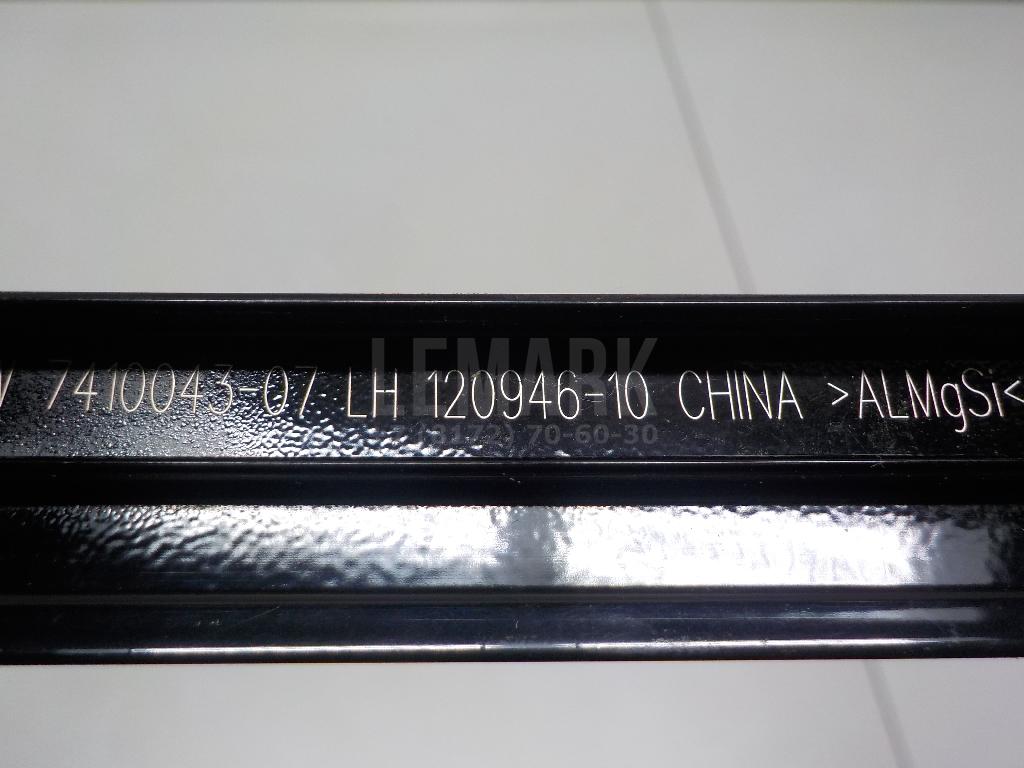 7410043-07 LH 120946-10 CHINA >ALMgSi<
LEMARK
(8172) 70-60-30